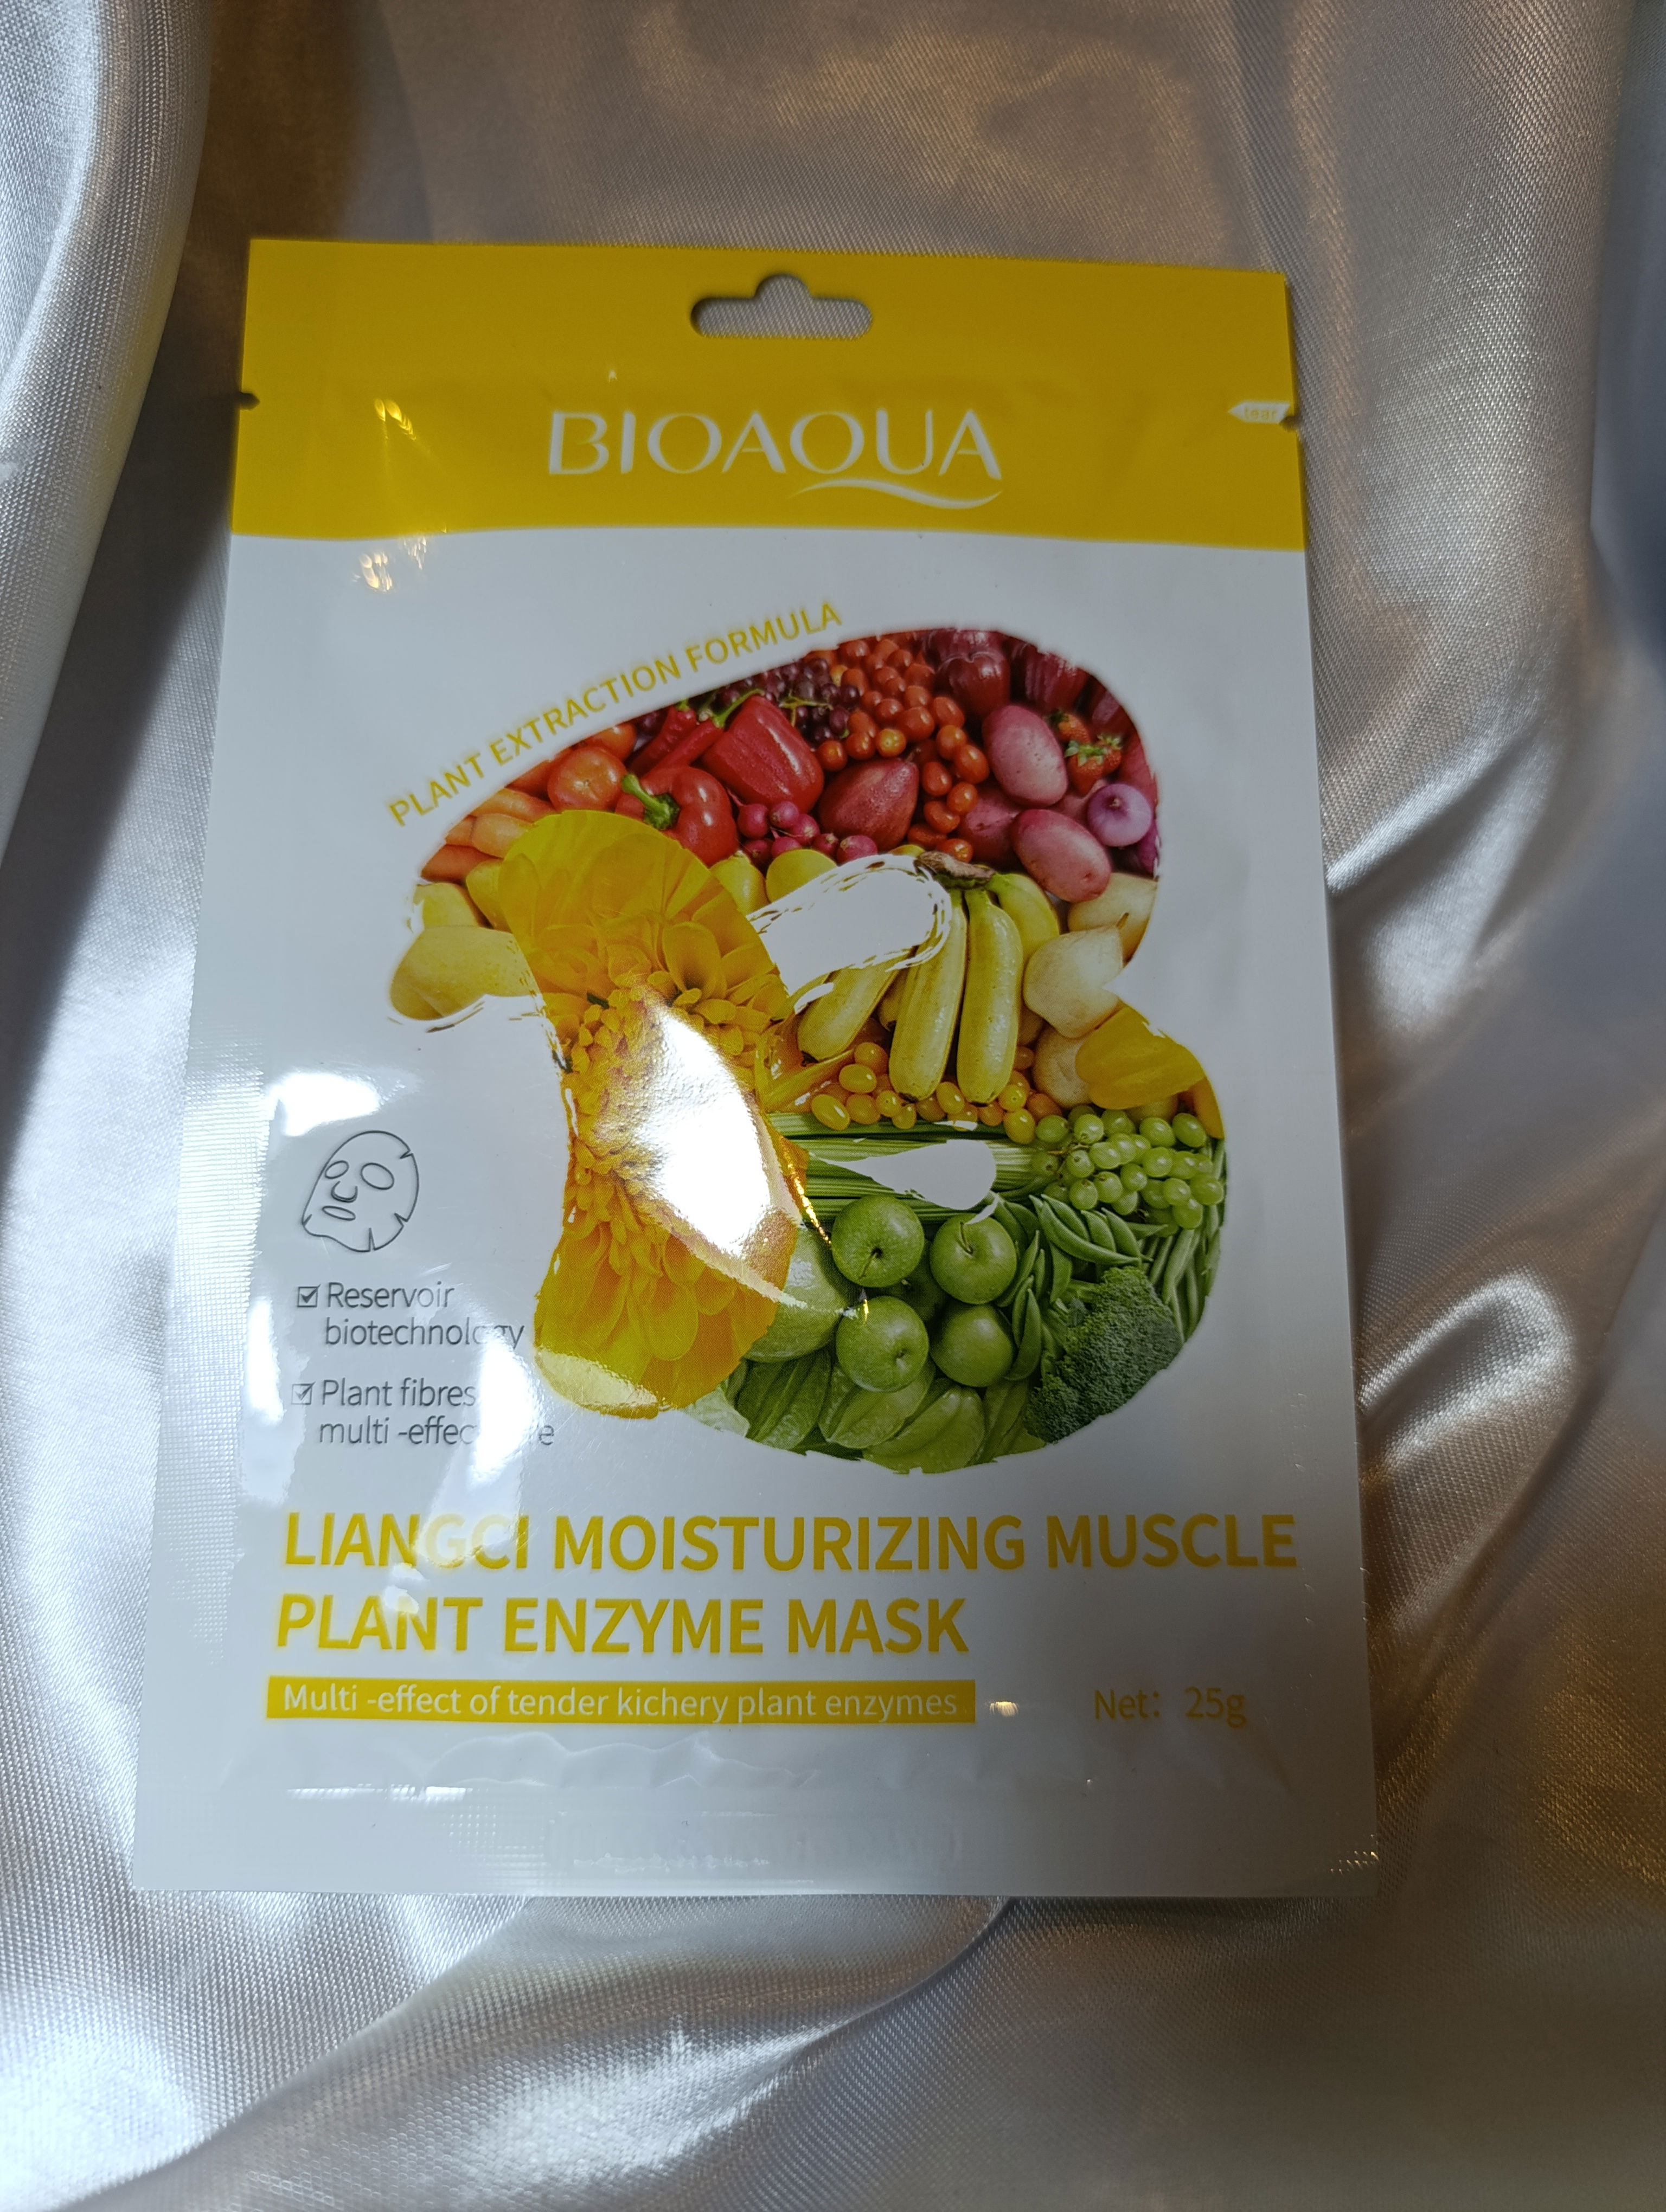 tear
BIOAQUA
PLANT EXTRACTION FORMULA
Reservoir
biotechnology
Plant fibres
LIANGCI MOISTURIZING MUSCLE
PLANT ENZYME MASK
Multi -effect of tender kichery plant enzymes
Net: 25g